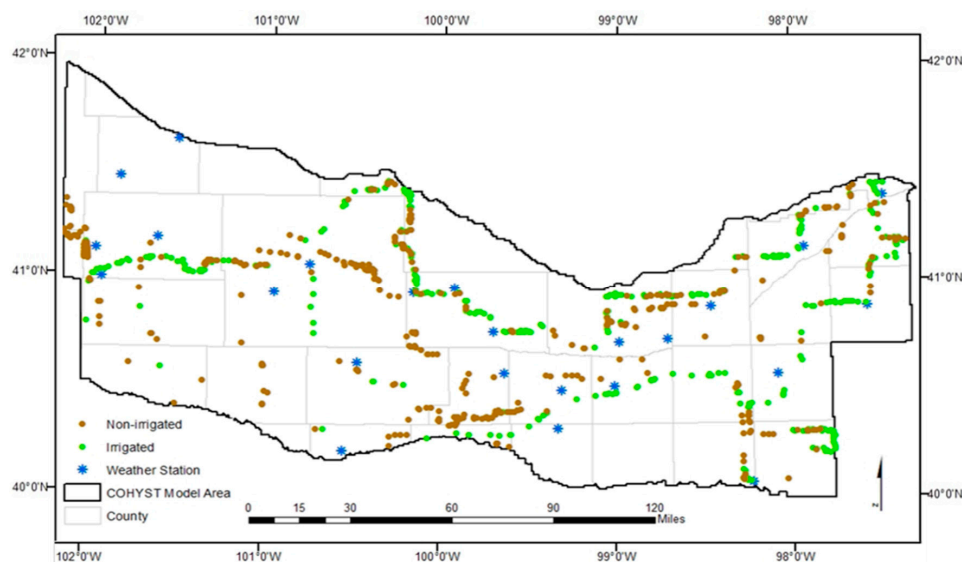 102°0'W 101°0'W 100°0'W 99°0'W 98°0'W
42°0'N 42°0'N
41°0'N 41°0'N
Non-irrigated
Irrigated
Weather Station
40°0'N COHYST Model Area 40°0'N
County
0 15 30 60 90 120
Miles
N
102°0'W 101°0'W 100°0'W 99°0'W 98°0'W